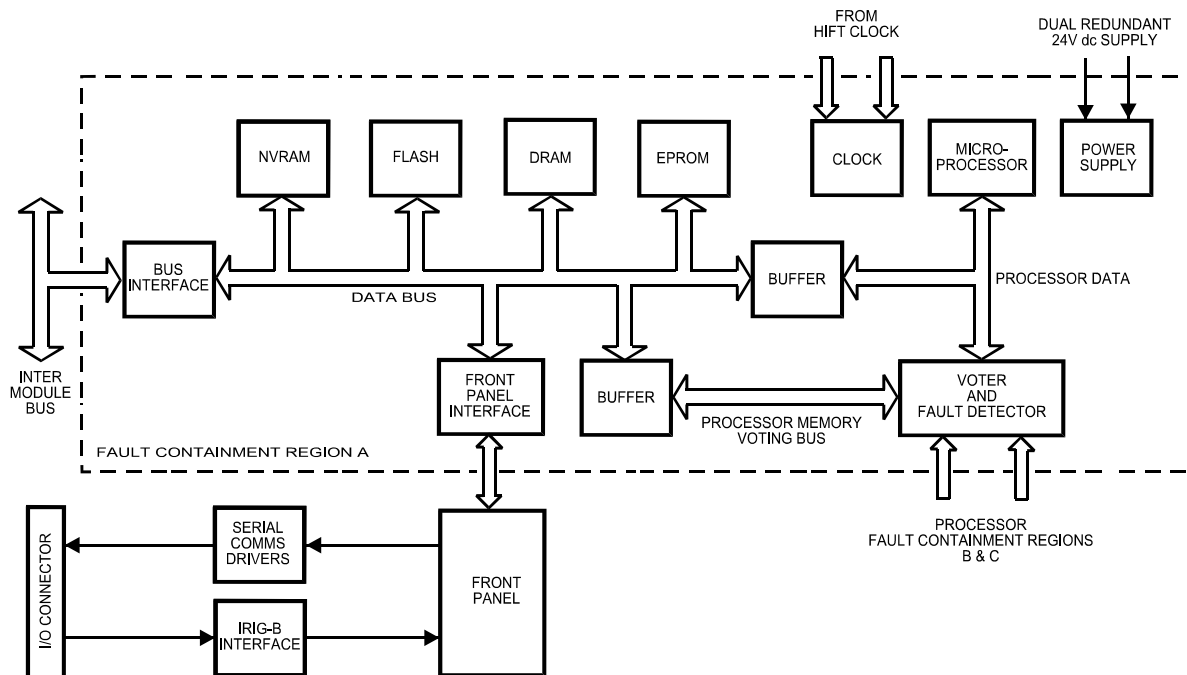 FROM
HIFT CLOCK
DUAL REDUNDANT
24V dc SUPPLY
NVRAM
FLASH
DRAM
EPROM
CLOCK
MICRO-
PROCESSOR
POWER
SUPPLY
BUS
INTERFACE
DATA BUS
BUFFER
PROCESSOR DATA
INTER
MODULE
BUS
FRONT
PANEL
INTERFACE
BUFFER
PROCESSOR MEMORY
VOTING BUS
VOTER
AND
FAULT DETECTOR
FAULT CONTAINMENT REGION A
PROCESSOR
FAULT CONTAINMENT REGIONS
B & C
I/O CONNECTOR
SERIAL
COMMS
DRIVERS
FRONT
PANEL
IRIG-B
INTERFACE